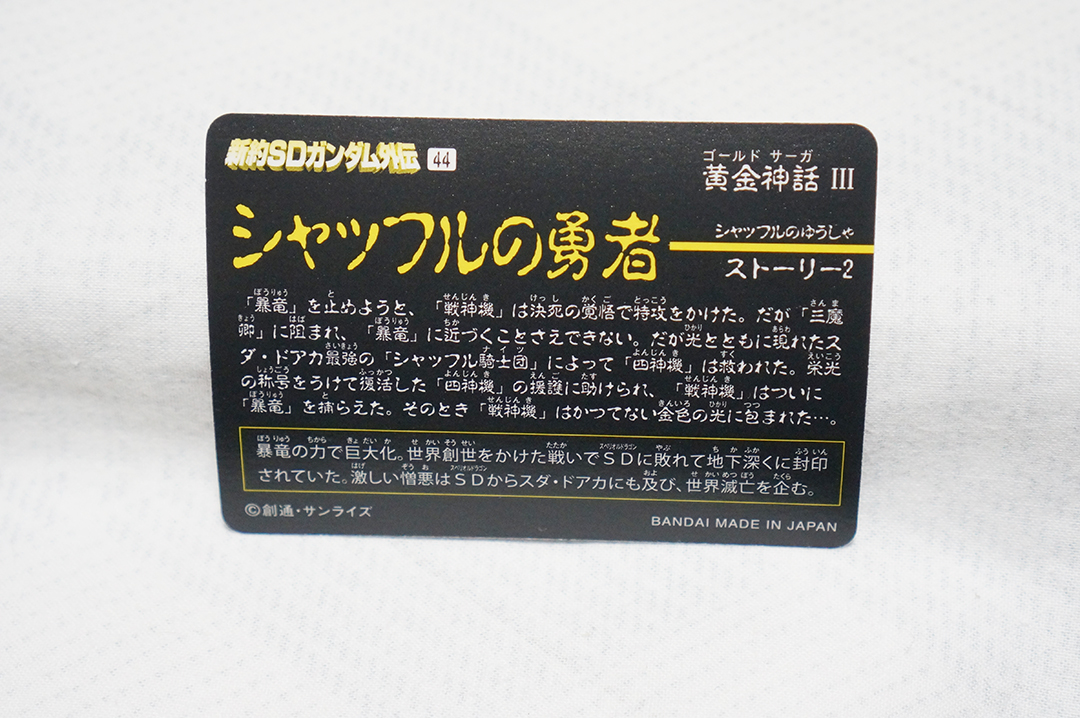 新約SDガンダム外伝 44
ゴールド サーガ
黄金神話 III
シャッフルの勇者
シャッフルのゆうしゃ
ストーリー2
「暴竜」を止めようと、「戦神機」は決死の覚悟で特攻をかけた。だが「三魔
卿」に阻まれ、「暴竜」に近づくことさえできない。だが光とともに現れたス
ダ・ドアカ最強の「シャッフル騎士団」によって「四神機」は救われた。栄光
の称号をうけて復活した「四神機」の援護に助けられ、「戦神機」はついに
「暴竜」を捕らえた。そのとき「戦神機」はかつてない金色の光に包まれた…。
暴竜の力で巨大化。世界創世をかけた戦いでSDに敗れて地下深くに封印
されていた。激しい憎悪はSDからスダ・ドアカにも及び、世界滅亡を企む。
©創通・サンライズ
BANDAI MADE IN JAPAN